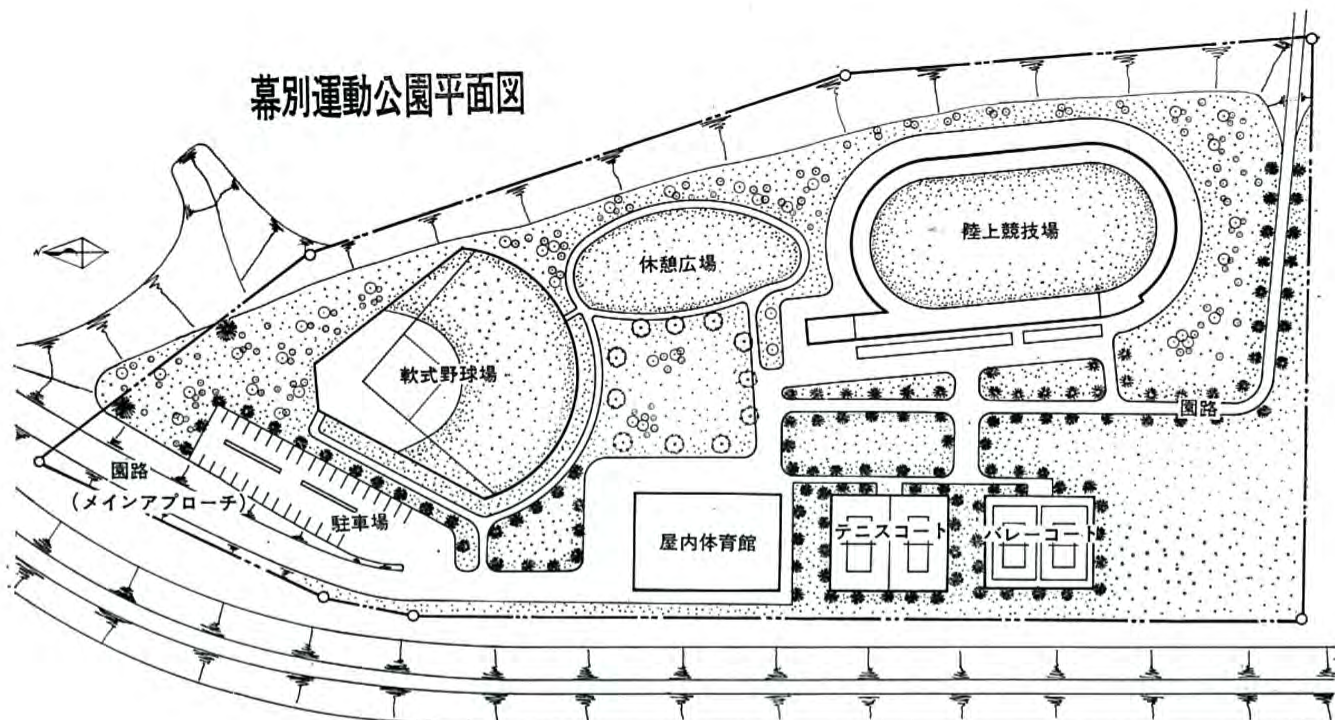 幕別運動公園平面図
N
陸上競技場
休憩広場
軟式野球場
園路
園路
(メインアプローチ)
駐車場
屋内体育館
テニスコート
バレーコート